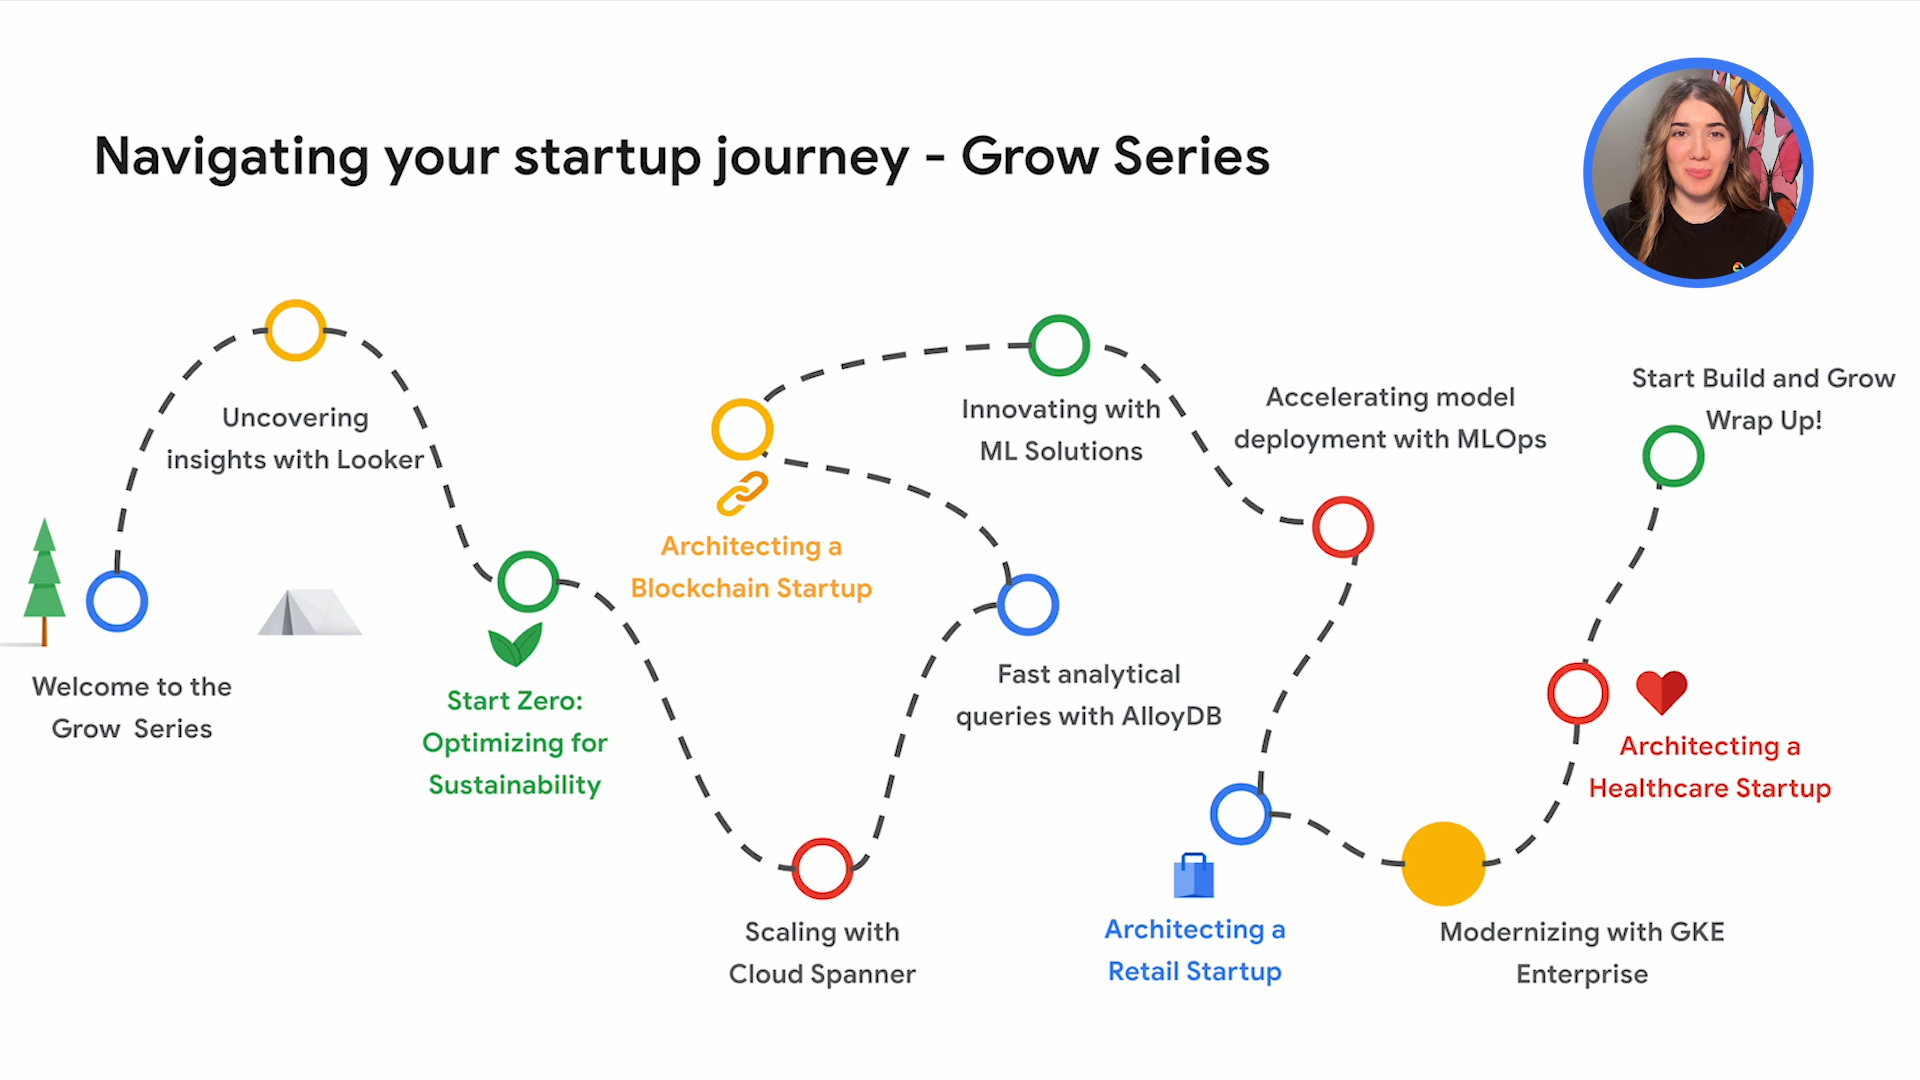 Navigating your startup journey - Grow Series
Welcome to the
Grow Series
Uncovering
insights with Looker
Start Zero:
Optimizing for
Sustainability
Scaling with
Cloud Spanner
Fast analytical
queries with AlloyDB
Architecting a
Blockchain Startup
Innovating with
ML Solutions
Accelerating model
deployment with MLOps
Architecting a
Retail Startup
Modernizing with GKE
Enterprise
Architecting a
Healthcare Startup
Start Build and Grow
Wrap Up!